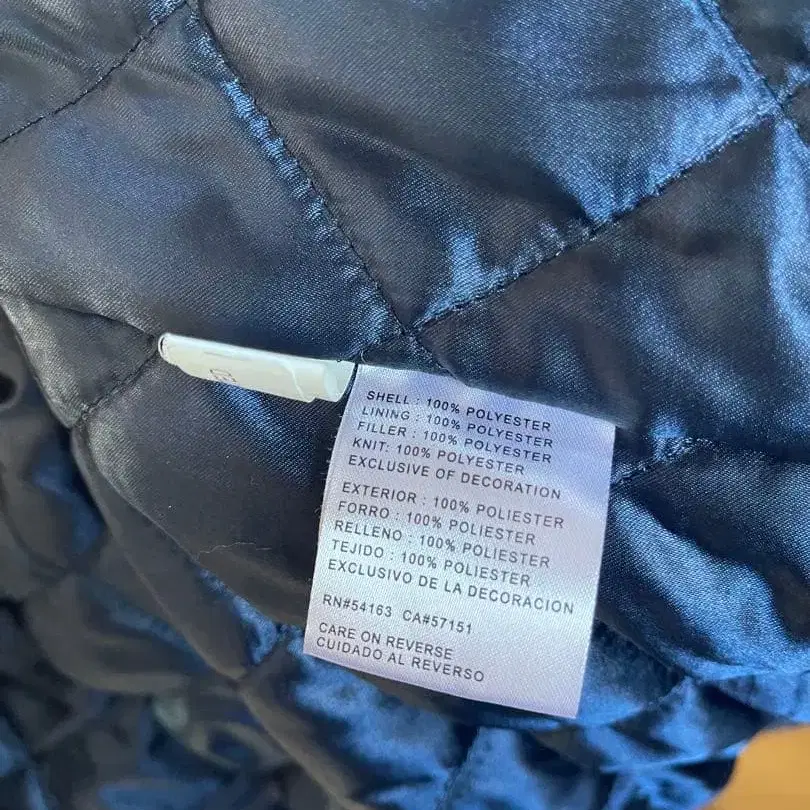 SHELL : 100% POLYESTER
LINING : 100% POLYESTER
FILLER : 100% POLYESTER
KNIT: 100% POLYESTER
EXCLUSIVE OF DECORATION
EXTERIOR : 100% POLIESTER
FORRO : 100% POLIESTER
RELLENO : 100% POLIESTER
TEJIDO : 100% POLIESTER
EXCLUSIVO DE LA DECORACION
RN#54163 CA#57151
CARE ON REVERSE
CUIDADO AL REVERSO